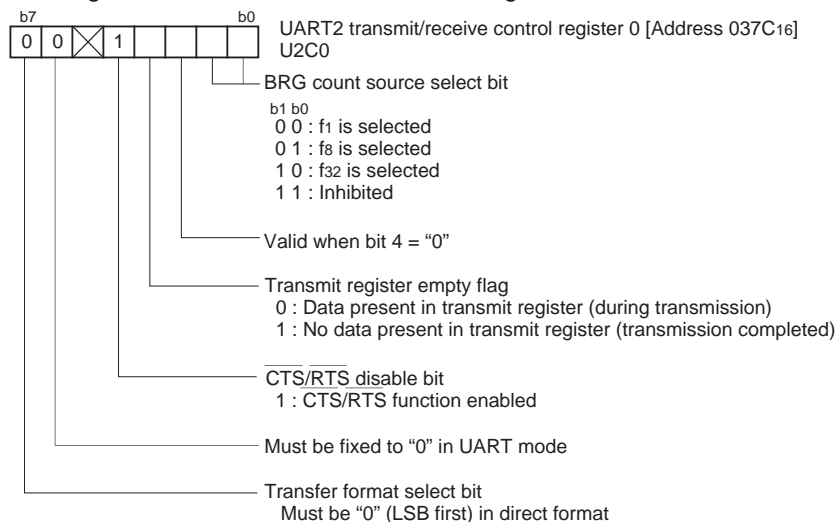 b7 b0
UART2 transmit/receive control register 0 [Address 037C16]
0 0 1
U2C0
BRG count source select bit
b1 b0
0 0 : f1 is selected
0 1 : f8 is selected
1 0 : f32 is selected
1 1 : Inhibited
Valid when bit 4 = “0”
Transmit register empty flag
0 : Data present in transmit register (during transmission)
1 : No data present in transmit register (transmission completed)
CTS/RTS disable bit
1 : CTS/RTS function enabled
Must be fixed to “0” in UART mode
Transfer format select bit
Must be “0” (LSB first) in direct format